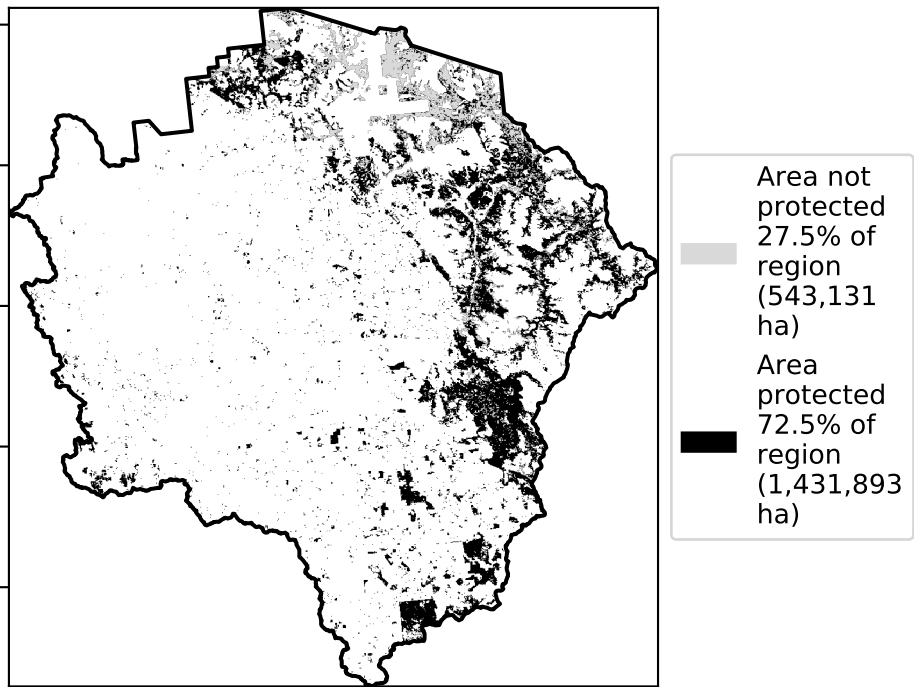 Area not
protected
27.5% of
region
(543,131
ha)
Area
protected
72.5% of
region
(1,431,893
ha)